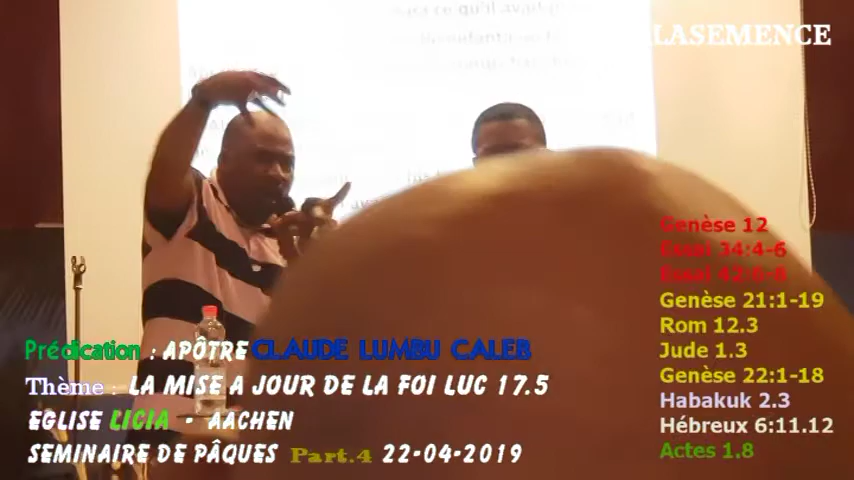 LASEMENCE
Genèse 12
Essai 34:4-6
Essai 42:6-8
Genèse 21:1-19
Rom 12.3
Jude 1.3
Genèse 22:1-18
Habakuk 2.3
Hébreux 6:11.12
Actes 1.8
Prédication : APÔTRE CLAUDE LUMBU CALEB
Thème : LA MISE A JOUR DE LA FOI LUC 17.5
EGLISE LICIA - AACHEN
SEMINAIRE DE PÂQUES Part.4 22-04-2019